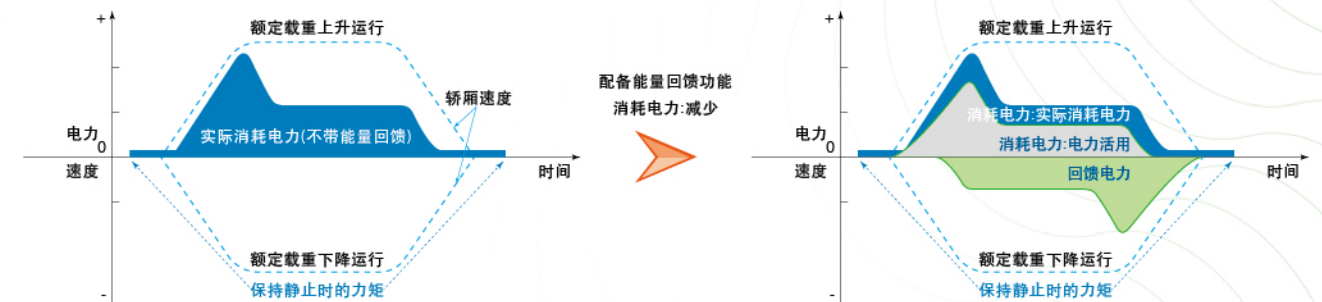 +
额定载重上升运行
轿厢速度
实际消耗电力(不带能量回馈)
电力
0
速度
时间
额定载重下降运行
保持静止时的力矩
-
配备能量回馈功能
消耗电力:减少
+
额定载重上升运行
消耗电力:实际消耗电力
消耗电力:电力活用
电力
0
速度
回馈电力
时间
额定载重下降运行
保持静止时的力矩
-